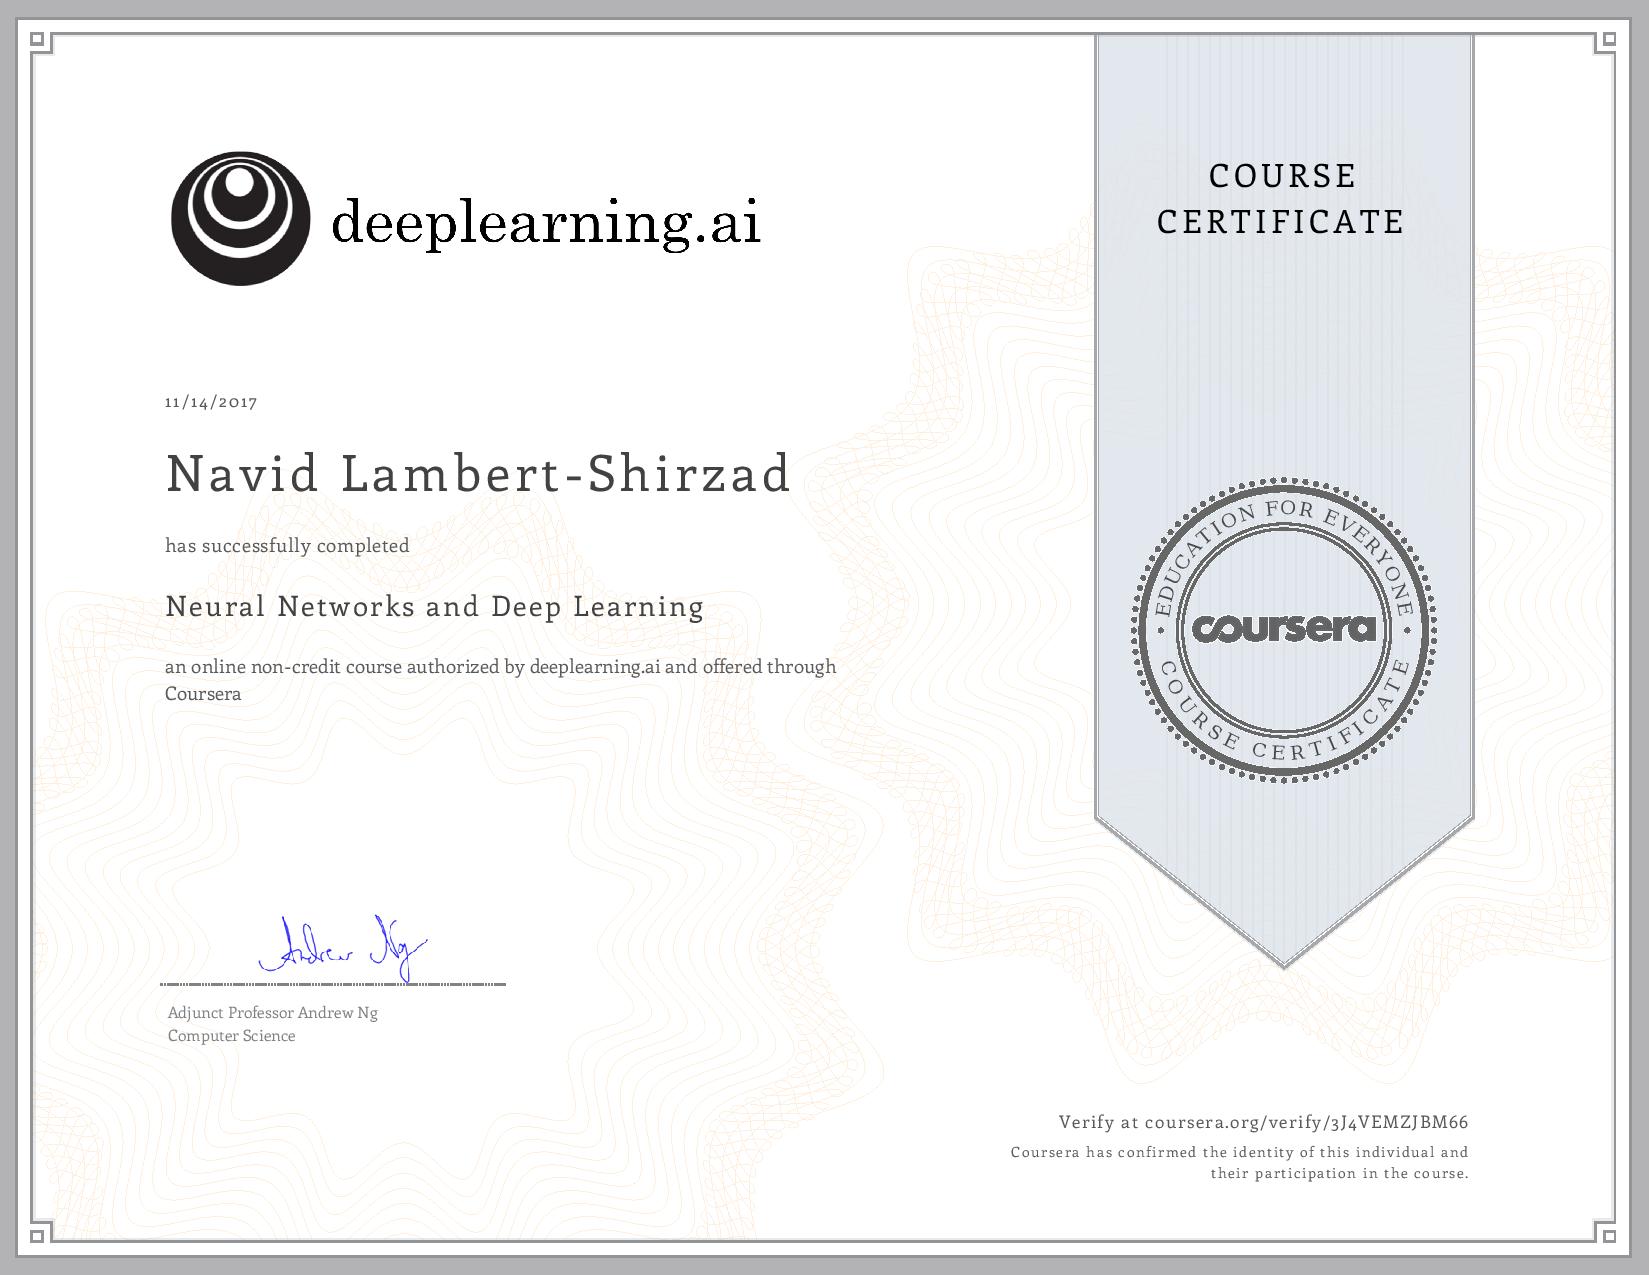 deeplearning.ai
COURSE
CERTIFICATE
11/14/2017
Navid Lambert-Shirzad
has successfully completed
Neural Networks and Deep Learning
an online non-credit course authorized by deeplearning.ai and offered through
Coursera
EDUCATION FOR EVERYONE
coursera
COURSE CERTIFICATE
Andrew Ng
Adjunct Professor Andrew Ng
Computer Science
Verify at coursera.org/verify/3J4VEMZJBM66
Coursera has confirmed the identity of this individual and
their participation in the course.